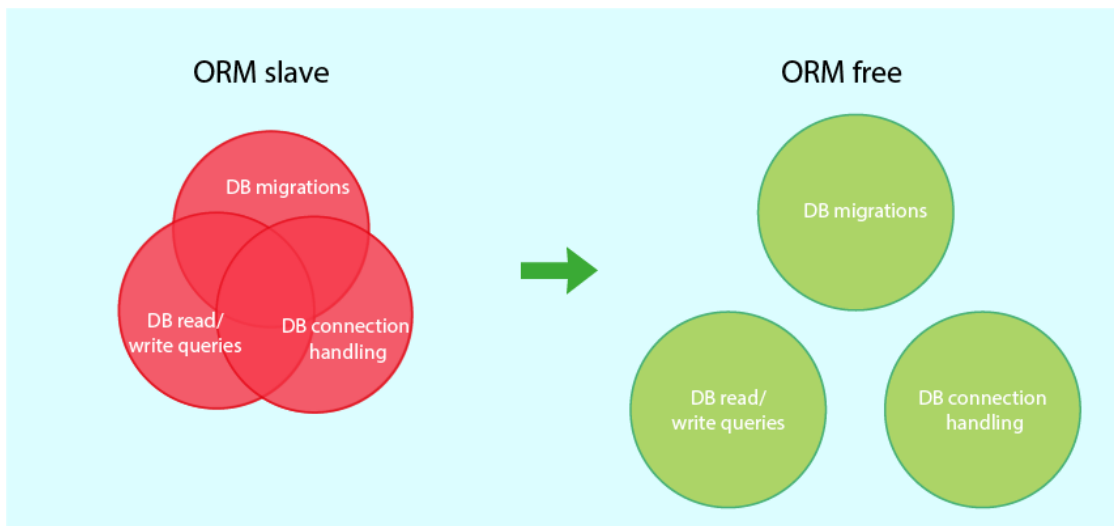 ORM slave
ORM free
DB migrations
DB read/
write queries
DB connection
handling
DB migrations
DB read/
write queries
DB connection
handling